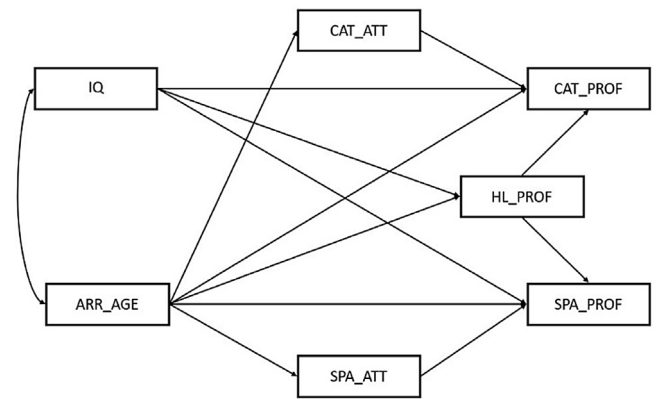 CAT_ATT
IQ
CAT_PROF
HL_PROF
ARR_AGE
SPA_PROF
SPA_ATT